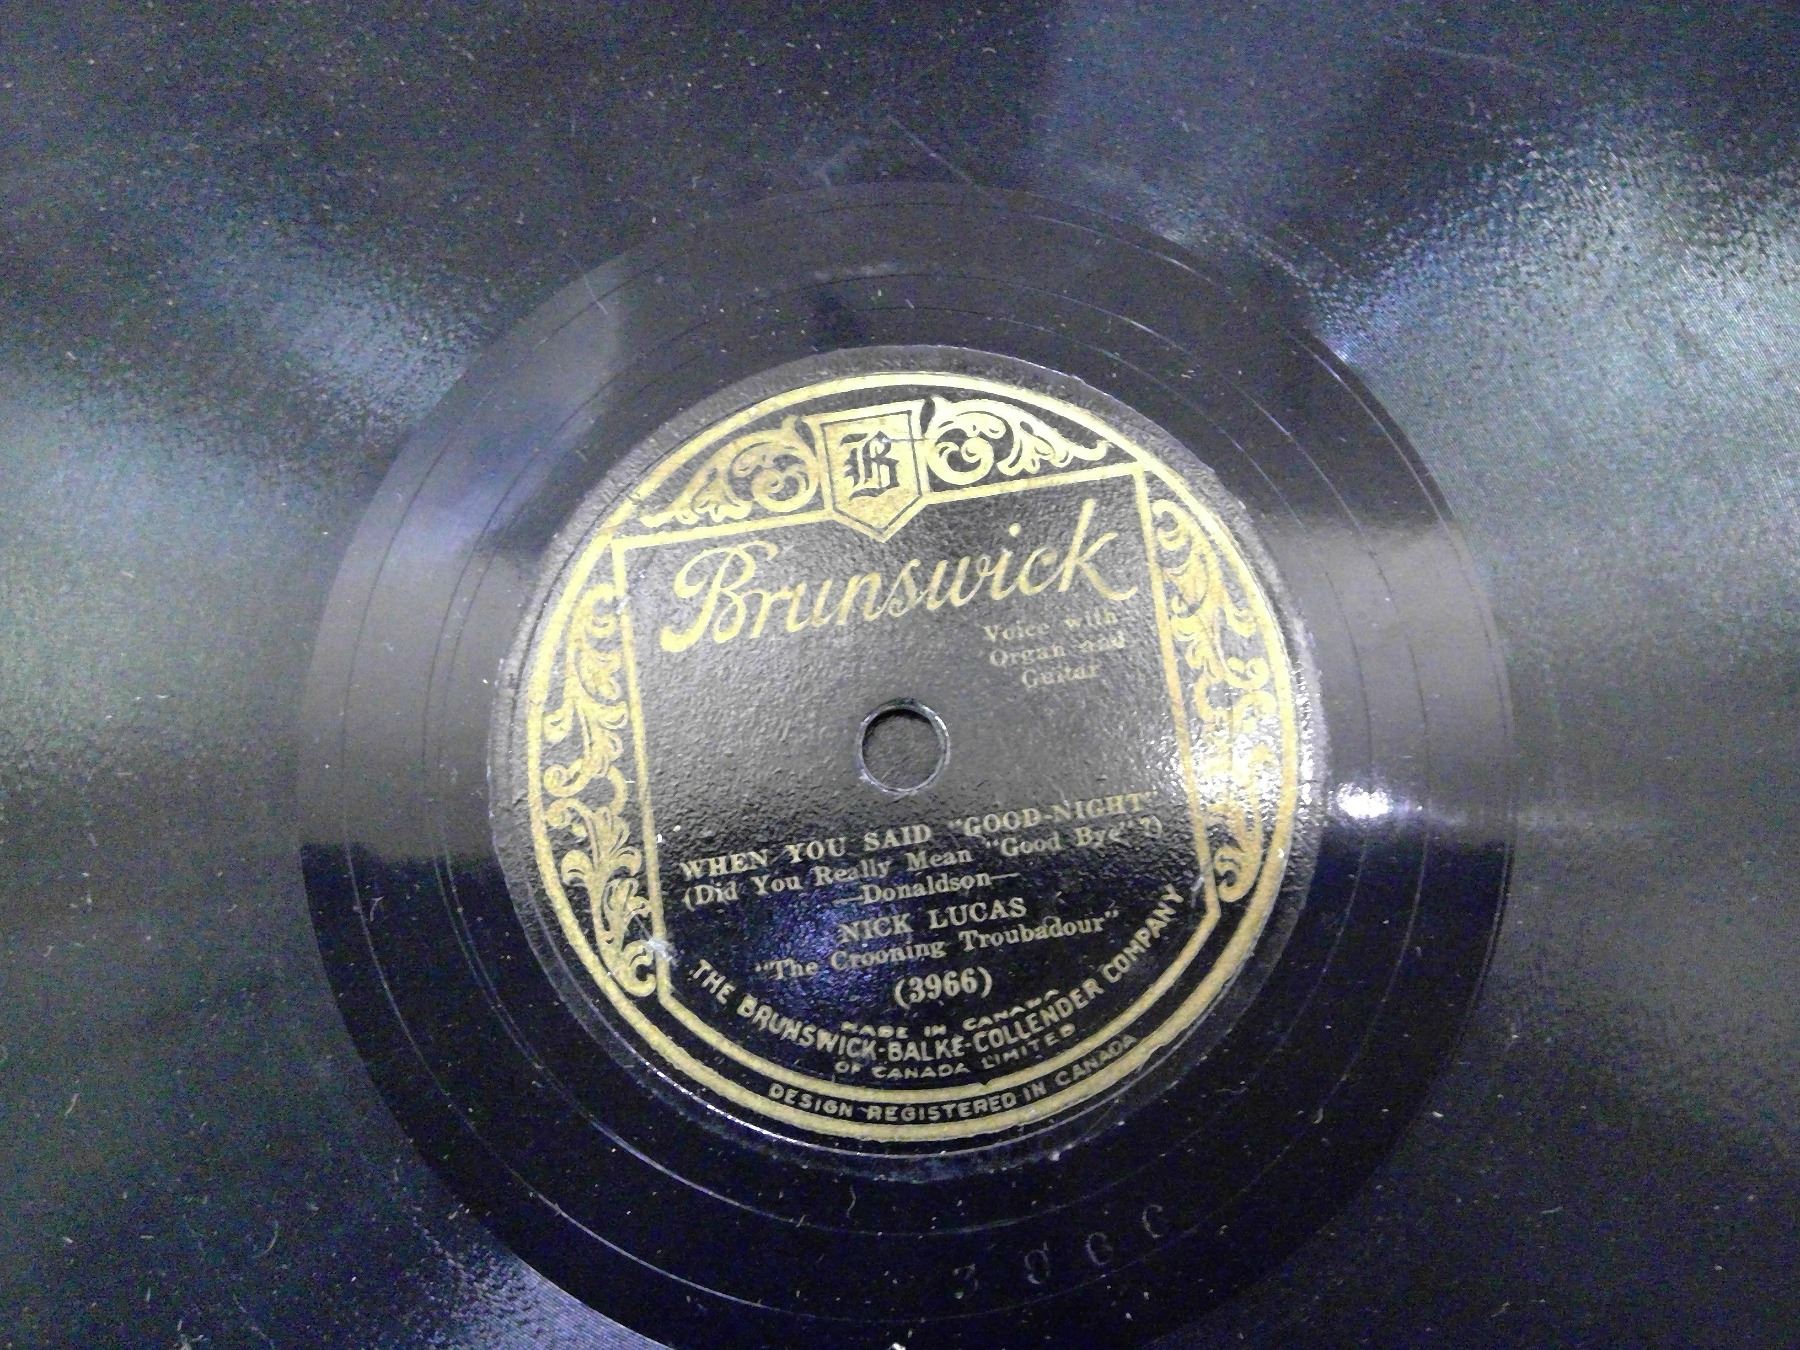 B
Brunswick
Voice with
Organ and
Guitar
WHEN YOU SAID "GOOD-NIGHT"
(Did You Really Mean "Good Bye"?)
—Donaldson—
NICK LUCAS
"The Crooning Troubadour"
(3966)
MADE IN CANADA
THE BRUNSWICK-BALKE-COLLENDER COMPANY
OF CANADA LIMITED
DESIGN REGISTERED IN CANADA
3966